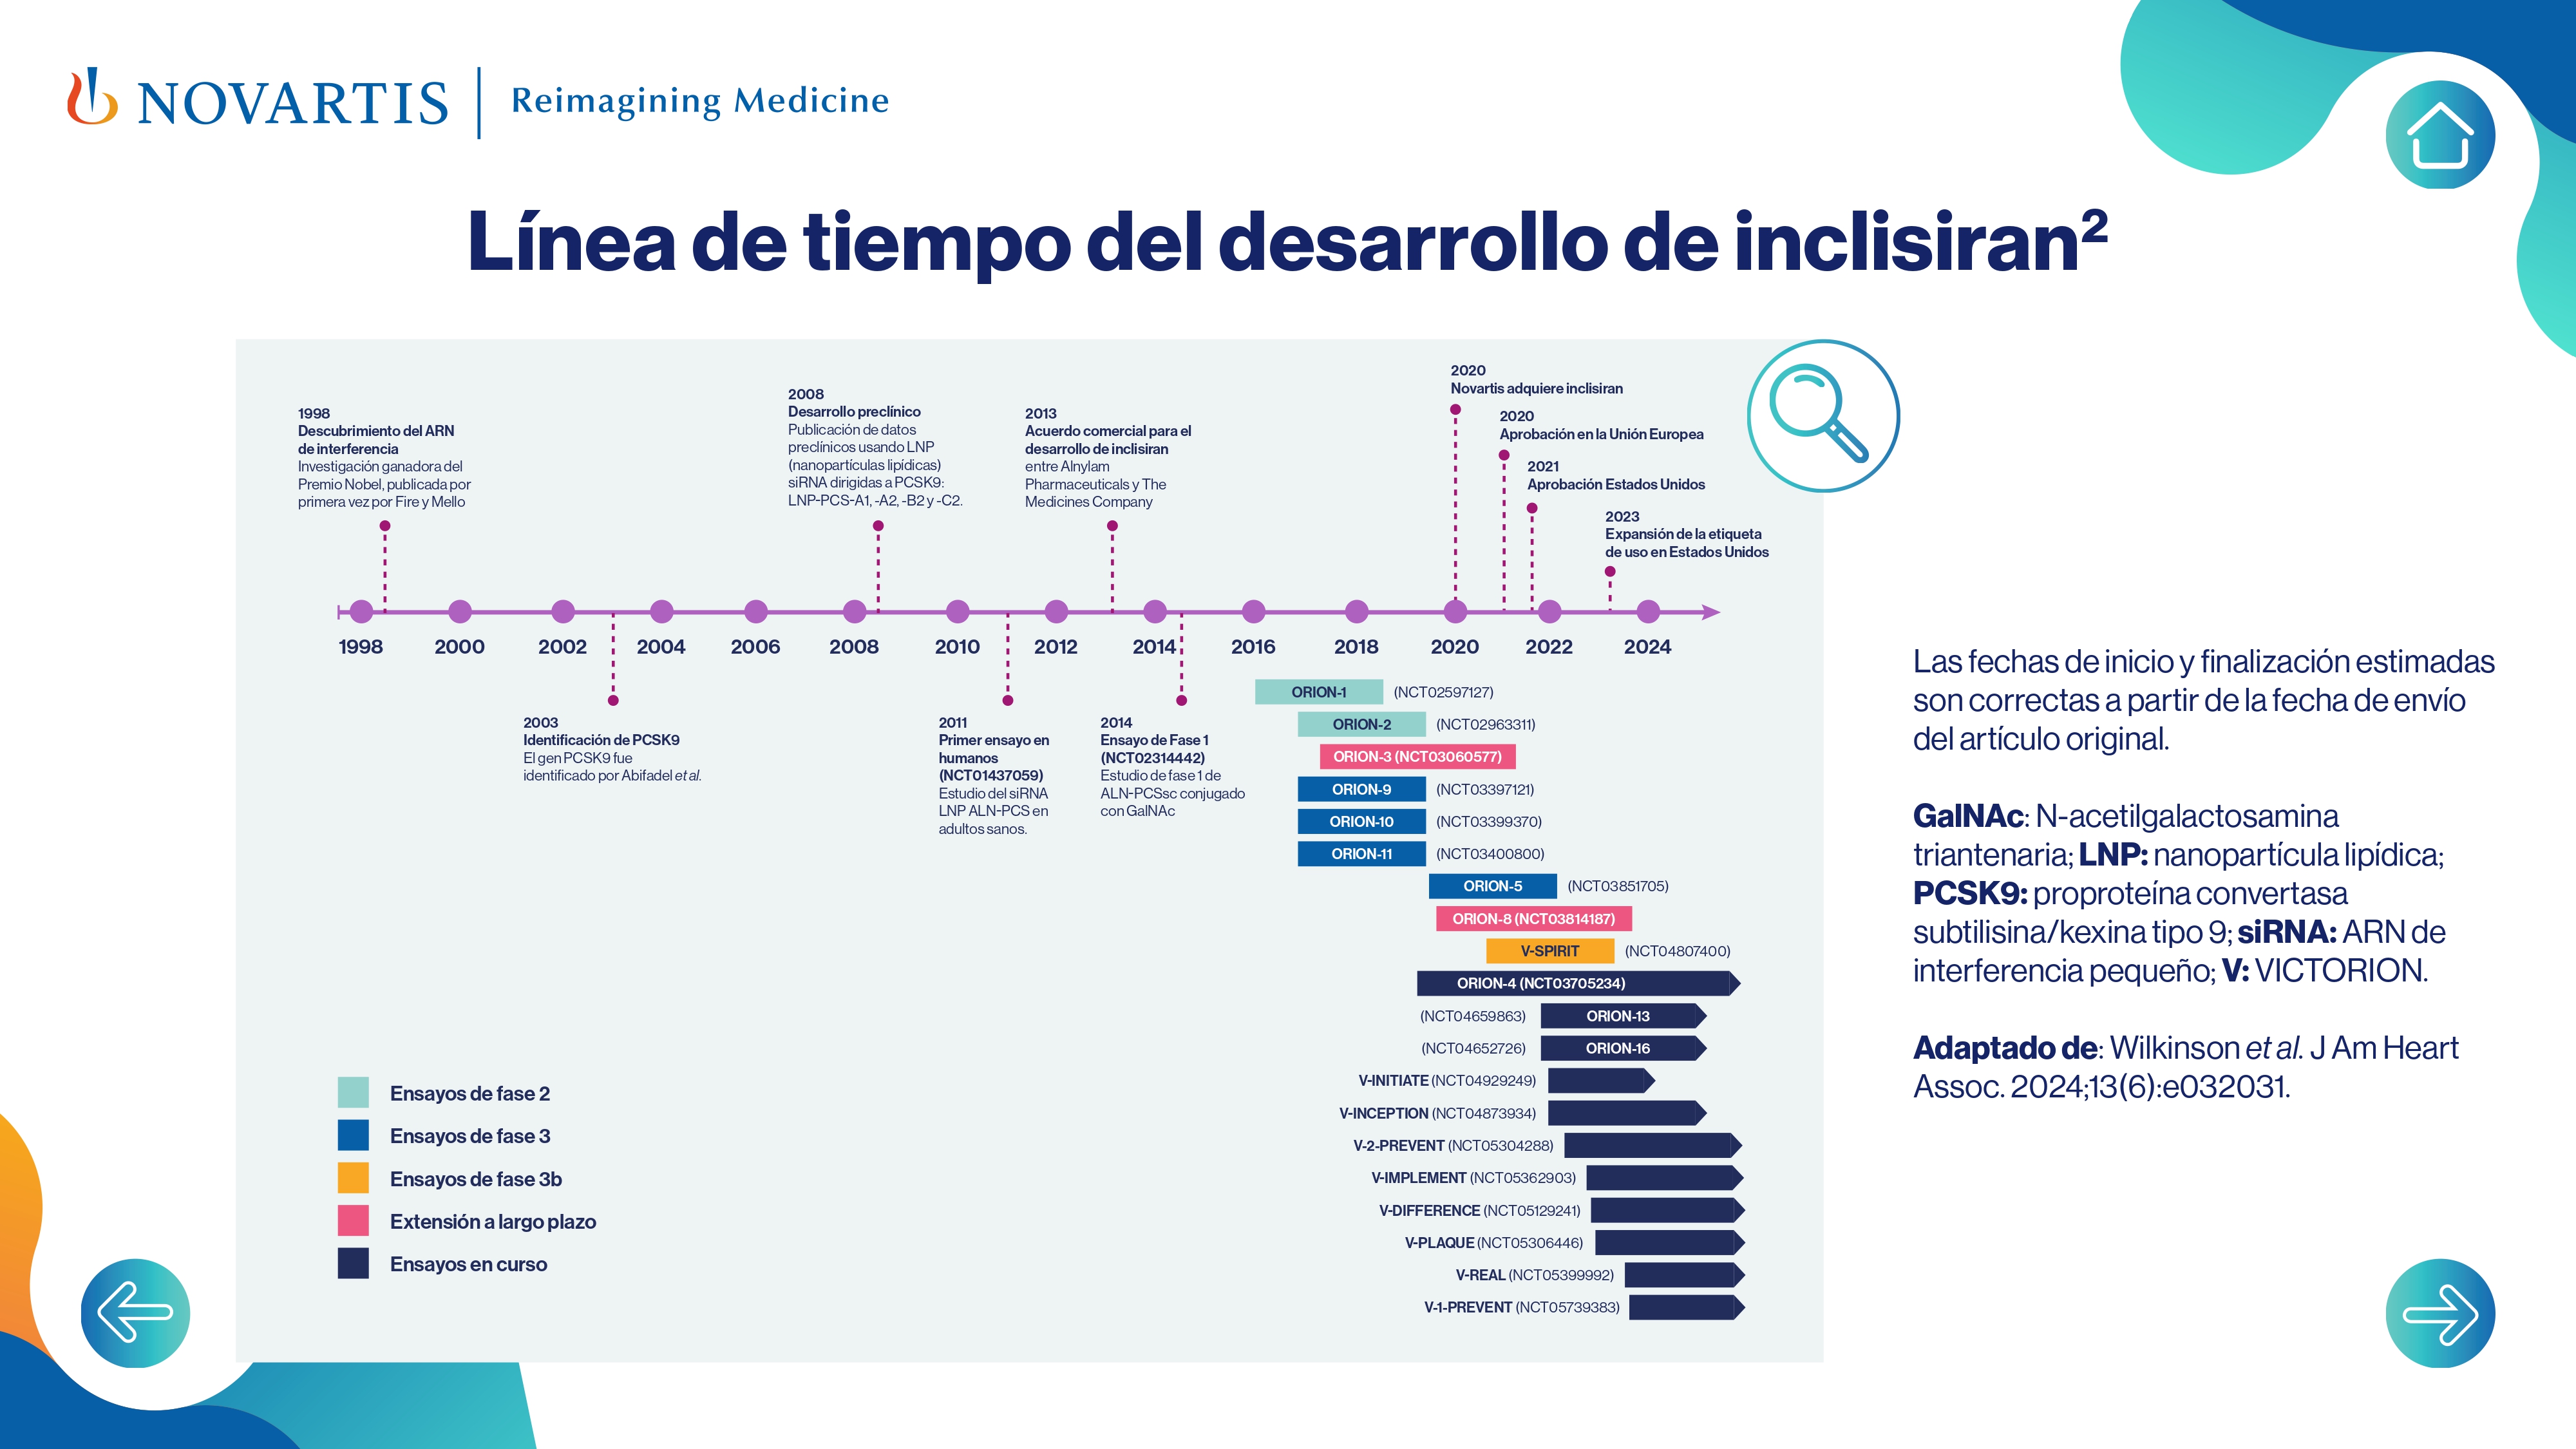 NOVARTIS | Reimagining Medicine
Línea de tiempo del desarrollo de inclisiran²
1998
Descubrimiento del ARN
de interferencia
Investigación ganadora del
Premio Nobel, publicada por
primera vez por Fire y Mello
2008
Desarrollo preclínico
Publicación de datos
preclínicos usando LNP
(nanopartículas lipídicas)
siRNA dirigidas a PCSK9:
LNP-PCS-A1, -A2, -B2 y -C2.
2013
Acuerdo comercial para el
desarrollo de inclisiran
entre Alnylam
Pharmaceuticals y The
Medicines Company
2020
Novartis adquiere inclisiran
2020
Aprobación en la Unión Europea
2021
Aprobación Estados Unidos
2023
Expansión de la etiqueta
de uso en Estados Unidos
1998 2000 2002 2004 2006 2008 2010 2012 2014 2016 2018 2020 2022 2024
2003
Identificación de PCSK9
El gen PCSK9 fue
identificado por Abifadel et al.
2011
Primer ensayo en
humanos
(NCT01437059)
Estudio del siRNA
LNP ALN-PCS en
adultos sanos.
2014
Ensayo de Fase 1
(NCT02314442)
Estudio de fase 1 de
ALN-PCSsc conjugado
con GalNAc
ORION-1 (NCT02597127)
ORION-2 (NCT02963311)
ORION-3 (NCT03060577)
ORION-9 (NCT03397121)
ORION-10 (NCT03399370)
ORION-11 (NCT03400800)
ORION-5 (NCT03851705)
ORION-8 (NCT03814187)
V-SPIRIT (NCT04807400)
ORION-4 (NCT03705234)
(NCT04659863) ORION-13
(NCT04652726) ORION-16
V-INITIATE (NCT04929249)
V-INCEPTION (NCT04873934)
V-2-PREVENT (NCT05304288)
V-IMPLEMENT (NCT05362903)
V-DIFFERENCE (NCT05129241)
V-PLAQUE (NCT05306446)
V-REAL (NCT05399992)
V-1-PREVENT (NCT05739383)
Ensayos de fase 2
Ensayos de fase 3
Ensayos de fase 3b
Extensión a largo plazo
Ensayos en curso
Las fechas de inicio y finalización estimadas
son correctas a partir de la fecha de envío
del artículo original.
GalNAc: N-acetilgalactosamina
triantenaria; LNP: nanopartícula lipídica;
PCSK9: proproteína convertasa
subtilisina/kexina tipo 9; siRNA: ARN de
interferencia pequeño; V: VICTORION.
Adaptado de: Wilkinson et al. J Am Heart
Assoc. 2024;13(6):e032031.